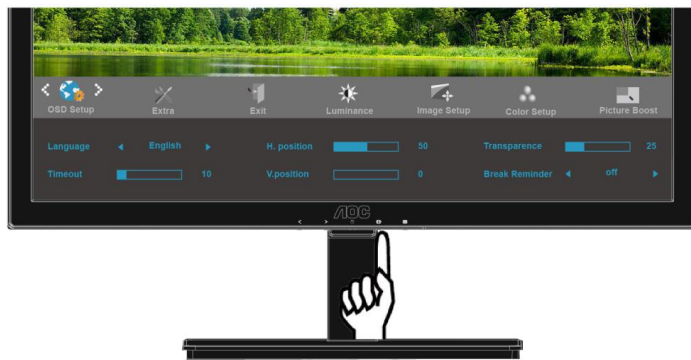 OSD Setup Extra Exit Luminance Image Setup Color Setup Picture Boost
Language English H. position 50 Transparence 25
Timeout 10 V.position 0 Break Reminder off
AOC